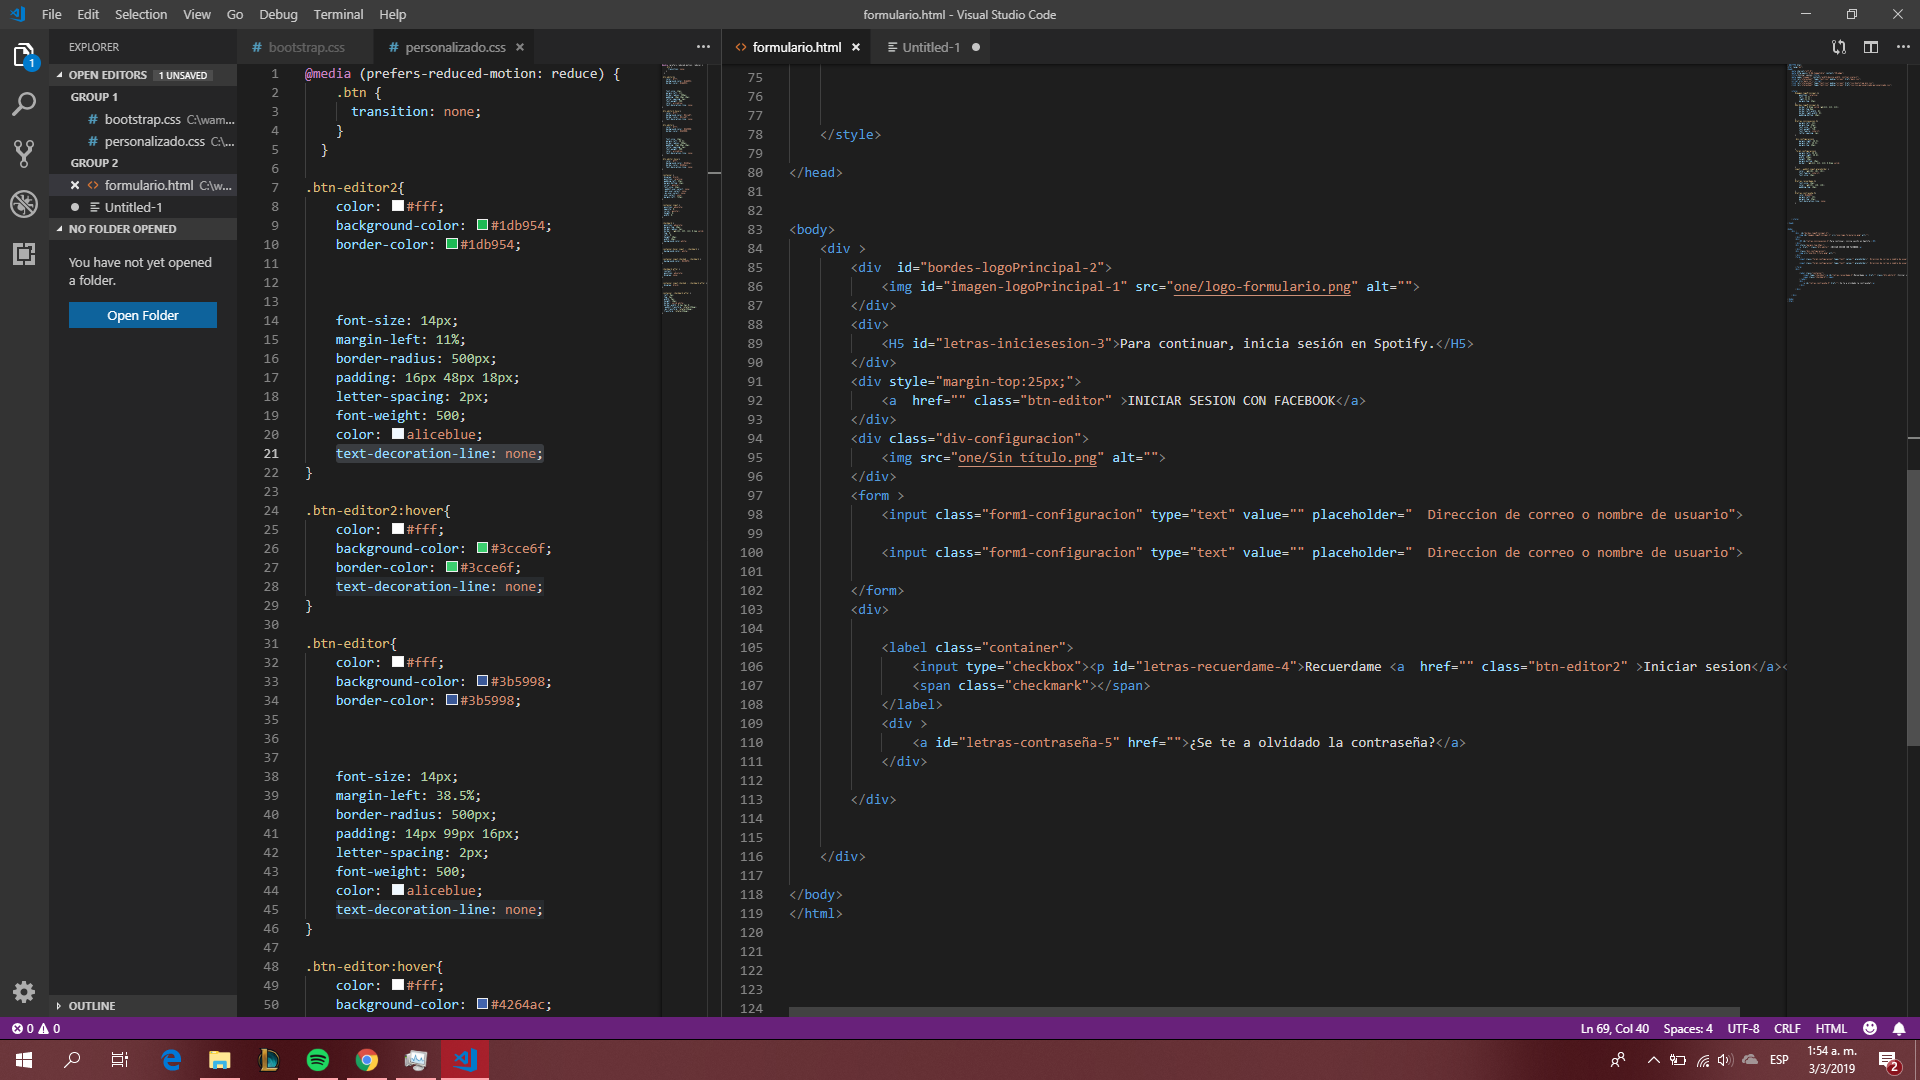 File Edit Selection View Go Debug Terminal Help
formulario.html - Visual Studio Code
EXPLORER
OPEN EDITORS 1 UNSAVED
GROUP 1
# bootstrap.css C:\wam...
# personalizado.css C:\...
GROUP 2
formulario.html C:\w...
Untitled-1
NO FOLDER OPENED
You have not yet opened
a folder.
Open Folder
OUTLINE
1
# bootstrap.css
# personalizado.css
1 @media (prefers-reduced-motion: reduce) {
2 .btn {
3 transition: none;
4 }
5 }
6
7 .btn-editor2{
8 color: #fff;
9 background-color: #1db954;
10 border-color: #1db954;
11
12
13
14 font-size: 14px;
15 margin-left: 11%;
16 border-radius: 500px;
17 padding: 16px 48px 18px;
18 letter-spacing: 2px;
19 font-weight: 500;
20 color: aliceblue;
21 text-decoration-line: none;
22 }
23
24 .btn-editor2:hover{
25 color: #fff;
26 background-color: #3cce6f;
27 border-color: #3cce6f;
28 text-decoration-line: none;
29 }
30
31 .btn-editor{
32 color: #fff;
33 background-color: #3b5998;
34 border-color: #3b5998;
35
36
37
38 font-size: 14px;
39 margin-left: 38.5%;
40 border-radius: 500px;
41 padding: 14px 99px 16px;
42 letter-spacing: 2px;
43 font-weight: 500;
44 color: aliceblue;
45 text-decoration-line: none;
46 }
47
48 .btn-editor:hover{
49 color: #fff;
50 background-color: #4264ac;
formulario.html
Untitled-1
75
76
77
78 </style>
79
80 </head>
81
82
83 <body>
84 <div >
85 <div  id="bordes-logoPrincipal-2">
86 <img id="imagen-logoPrincipal-1" src="one/logo-formulario.png" alt="">
87 </div>
88 <div>
89 <H5 id="letras-iniciesesion-3">Para continuar, inicia sesión en Spotify.</H5>
90 </div>
91 <div style="margin-top:25px;">
92 <a  href="" class="btn-editor" >INICIAR SESION CON FACEBOOK</a>
93 </div>
94 <div class="div-configuracion">
95 <img src="one/Sin título.png" alt="">
96 </div>
97 <form >
98 <input class="form1-configuracion" type="text" value="" placeholder="  Direccion de correo o nombre de usuario">
99
100 <input class="form1-configuracion" type="text" value="" placeholder="  Direccion de correo o nombre de usuario">
101
102 </form>
103 <div>
104
105 <label class="container">
106 <input type="checkbox"><p id="letras-recuerdame-4">Recuerdame <a  href="" class="btn-editor2" >Iniciar sesion</a><
107 <span class="checkmark"></span>
108 </label>
109 <div >
110 <a id="letras-contraseña-5" href="">¿Se te a olvidado la contraseña?</a>
111 </div>
112
113 </div>
114
115
116 </div>
117
118 </body>
119 </html>
120
121
122
123
124
0 0
Ln 69, Col 40 Spaces: 4 UTF-8 CRLF HTML
ESP
1:54 a. m.
3/3/2019
2